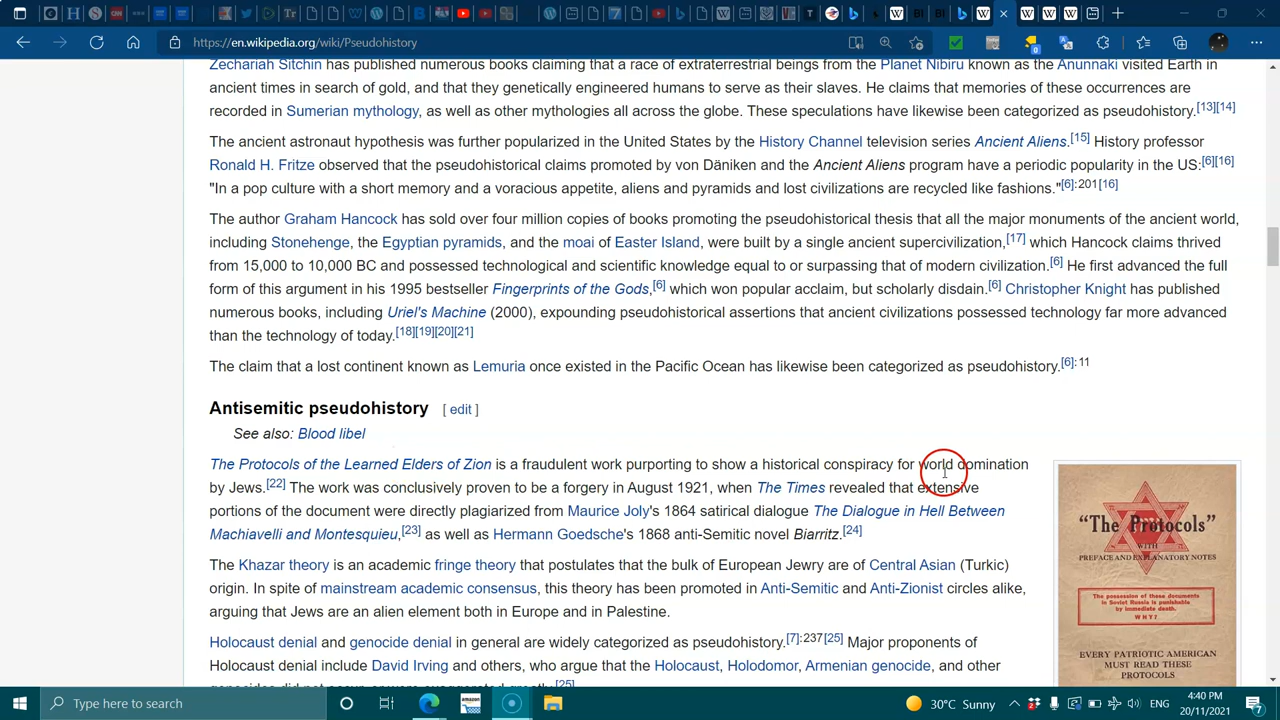 https://en.wikipedia.org/wiki/Pseudohistory
Zechariah Sitchin has published numerous books claiming that a race of extraterrestrial beings from the Planet Nibiru known as the Anunnaki visited Earth in
ancient times in search of gold, and that they genetically engineered humans to serve as their slaves. He claims that memories of these occurrences are
recorded in Sumerian mythology, as well as other mythologies all across the globe. These speculations have likewise been categorized as pseudohistory.[13][14]
The ancient astronaut hypothesis was further popularized in the United States by the History Channel television series Ancient Aliens.[15] History professor
Ronald H. Fritze observed that the pseudohistorical claims promoted by von Däniken and the Ancient Aliens program have a periodic popularity in the US:[6][16]
"In a pop culture with a short memory and a voracious appetite, aliens and pyramids and lost civilizations are recycled like fashions."[6]:201[16]
The author Graham Hancock has sold over four million copies of books promoting the pseudohistorical thesis that all the major monuments of the ancient world,
including Stonehenge, the Egyptian pyramids, and the moai of Easter Island, were built by a single ancient supercivilization,[17] which Hancock claims thrived
from 15,000 to 10,000 BC and possessed technological and scientific knowledge equal to or surpassing that of modern civilization.[6] He first advanced the full
form of this argument in his 1995 bestseller Fingerprints of the Gods,[6] which won popular acclaim, but scholarly disdain.[6] Christopher Knight has published
numerous books, including Uriel's Machine (2000), expounding pseudohistorical assertions that ancient civilizations possessed technology far more advanced
than the technology of today.[18][19][20][21]
The claim that a lost continent known as Lemuria once existed in the Pacific Ocean has likewise been categorized as pseudohistory.[6]:11
Antisemitic pseudohistory [ edit ]
See also: Blood libel
The Protocols of the Learned Elders of Zion is a fraudulent work purporting to show a historical conspiracy for world domination
by Jews.[22] The work was conclusively proven to be a forgery in August 1921, when The Times revealed that extensive
portions of the document were directly plagiarized from Maurice Joly's 1864 satirical dialogue The Dialogue in Hell Between
Machiavelli and Montesquieu,[23] as well as Hermann Goedsche's 1868 anti-Semitic novel Biarritz.[24]
The Khazar theory is an academic fringe theory that postulates that the bulk of European Jewry are of Central Asian (Turkic)
origin. In spite of mainstream academic consensus, this theory has been promoted in Anti-Semitic and Anti-Zionist circles alike,
arguing that Jews are an alien element both in Europe and in Palestine.
Holocaust denial and genocide denial in general are widely categorized as pseudohistory.[7]:237[25] Major proponents of
Holocaust denial include David Irving and others, who argue that the Holocaust, Holodomor, Armenian genocide, and other
"The Protocols"
WITH
PREFACE AND EXPLANATORY NOTES
The possession of these documents
in Soviet Russia is punishable
by immediate death.
WHY?
EVERY PATRIOTIC AMERICAN
MUST READ THESE
PROTOCOLS
Type here to search
30°C Sunny
4:40 PM
20/11/2021